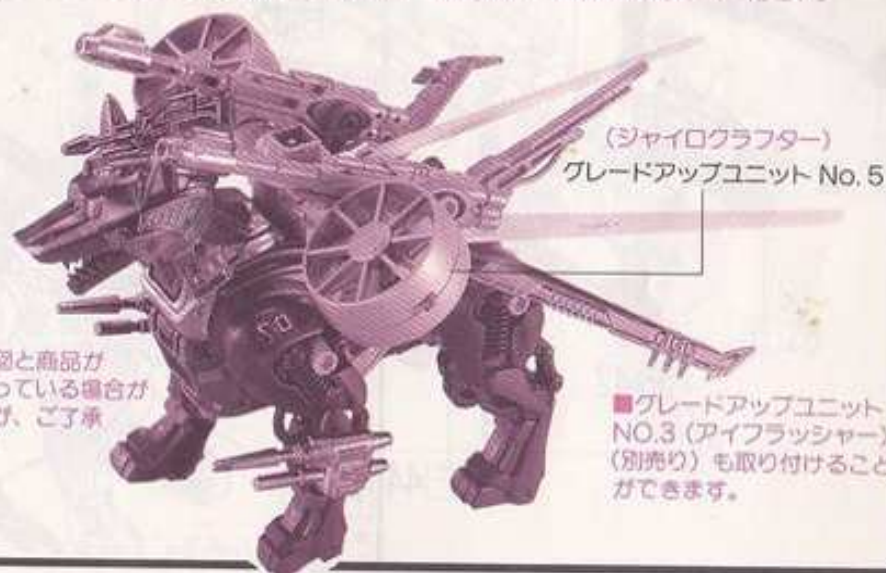 (ジャイロクラフター)
グレードアップユニット No. 5
図と商品が
っている場合が
が、ご了承
■グレードアップユニット
NO.3 (アイフラッシャー)
(別売り) も取り付けること
ができます。